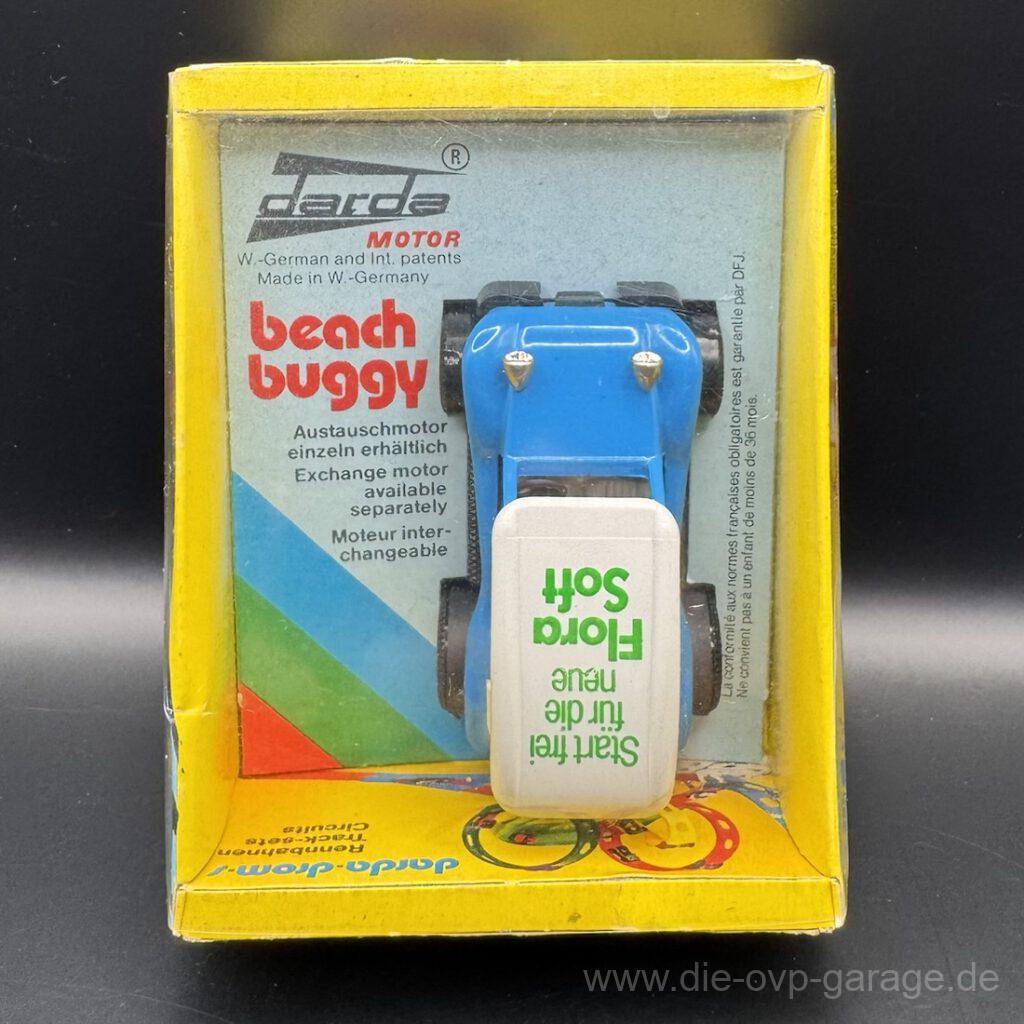 darda ®
MOTOR
W.-German and Int. patents
Made in W.-Germany
beach
buggy
Austauschmotor
einzeln erhältlich
Exchange motor
available
separately
Moteur inter-
changeable
La conformité aux normes françaises obligatoires est garantie par DFJ.
Ne convient pas à un enfant de moins de 36 mois.
Start frei
für die
neue
Flora
Soft
darda-drom-s
Rennbahnen
Track-sets
Circuits
www.die-ovp-garage.de